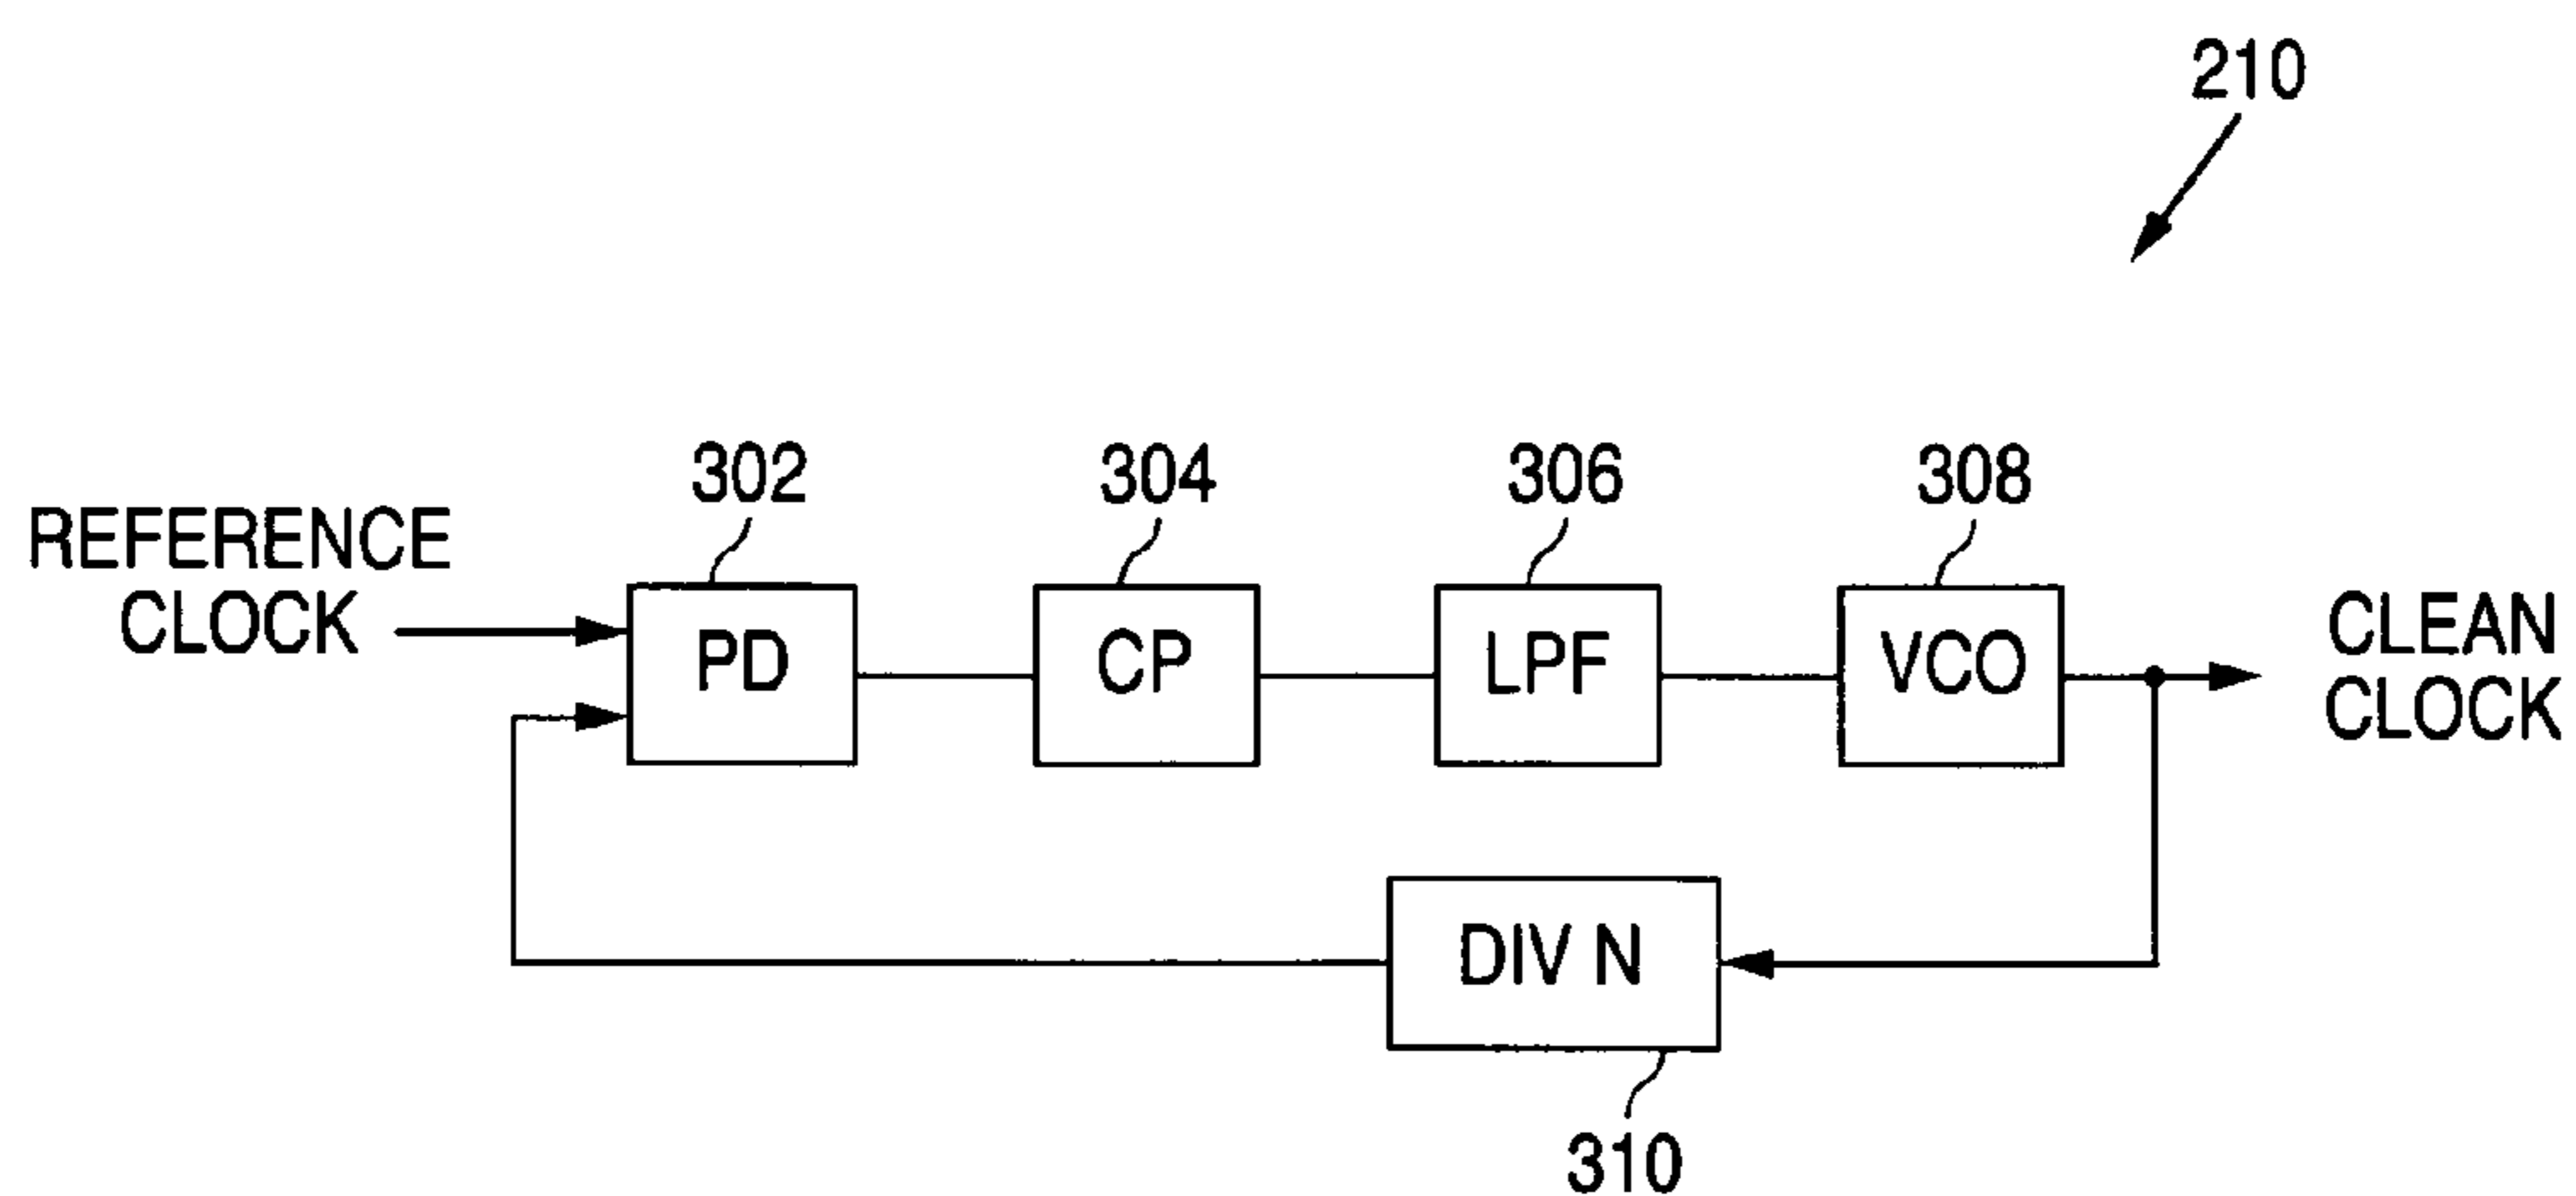 210
302
304
306
308
REFERENCE
CLOCK
PD
CP
LPF
VCO
CLEAN
CLOCK
DIV N
310